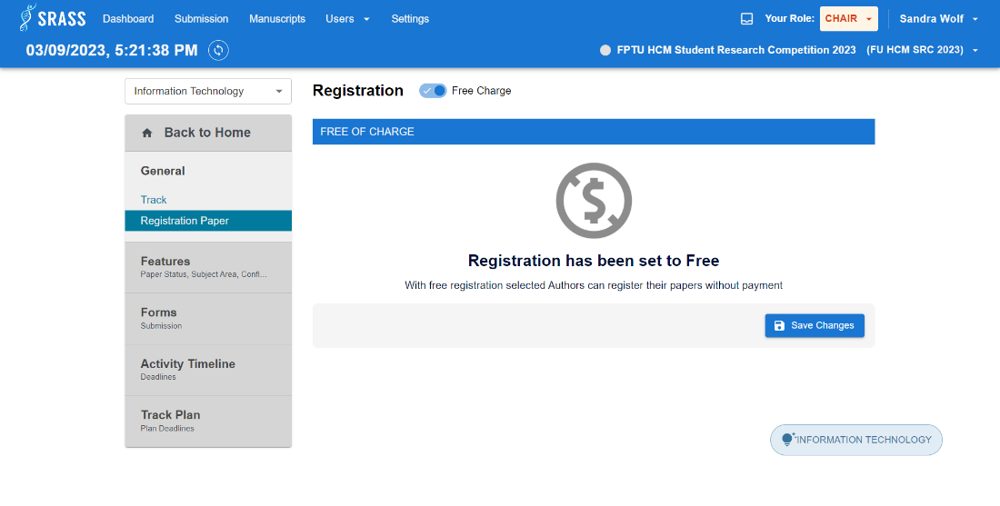 SRASS Dashboard Submission Manuscripts Users Settings Your Role: CHAIR Sandra Wolf
03/09/2023, 5:21:38 PM FPTU HCM Student Research Competition 2023 (FU HCM SRC 2023)
Information Technology
Registration Free Charge
Back to Home
General
Track
Registration Paper
Features
Paper Status, Subject Area, Confl...
Forms
Submission
Activity Timeline
Deadlines
Track Plan
Plan Deadlines
FREE OF CHARGE
$
Registration has been set to Free
With free registration selected Authors can register their papers without payment
Save Changes
INFORMATION TECHNOLOGY